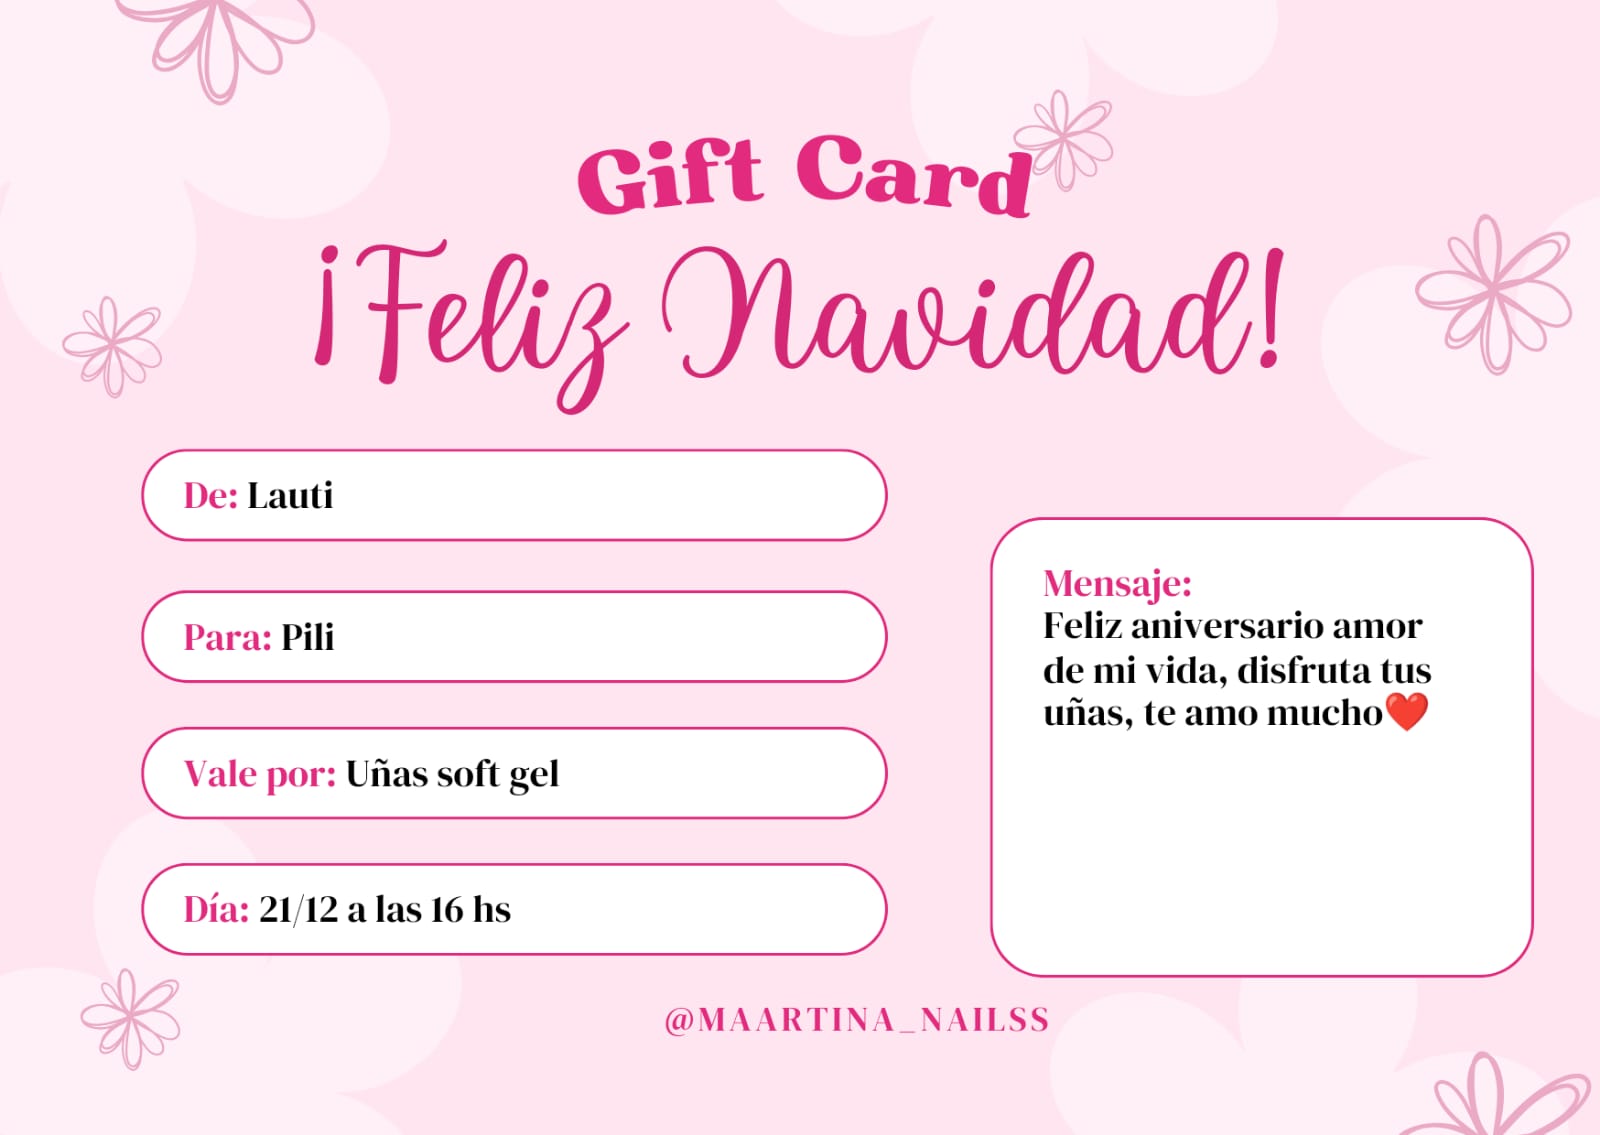 Gift Card
¡Feliz Navidad!
De: Lauti
Para: Pili
Vale por: Uñas soft gel
Día: 21/12 a las 16 hs
Mensaje:
Feliz aniversario amor
de mi vida, disfruta tus
uñas, te amo mucho❤️
@MAARTINA_NAILSS